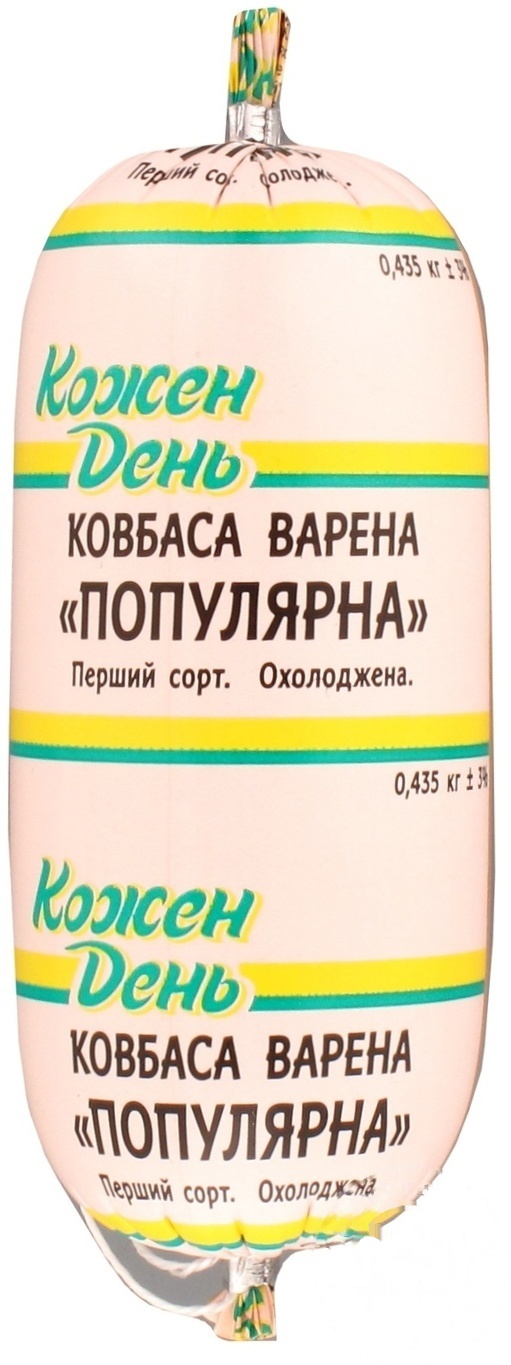 Перший сорт. Охолоджена.
0,435 кг ± 3%
Кожен
День
КОВБАСА ВАРЕНА
«ПОПУЛЯРНА»
Перший сорт. Охолоджена.
0,435 кг ± 3%
Кожен
День
КОВБАСА ВАРЕНА
«ПОПУЛЯРНА»
Перший сорт. Охолоджена.